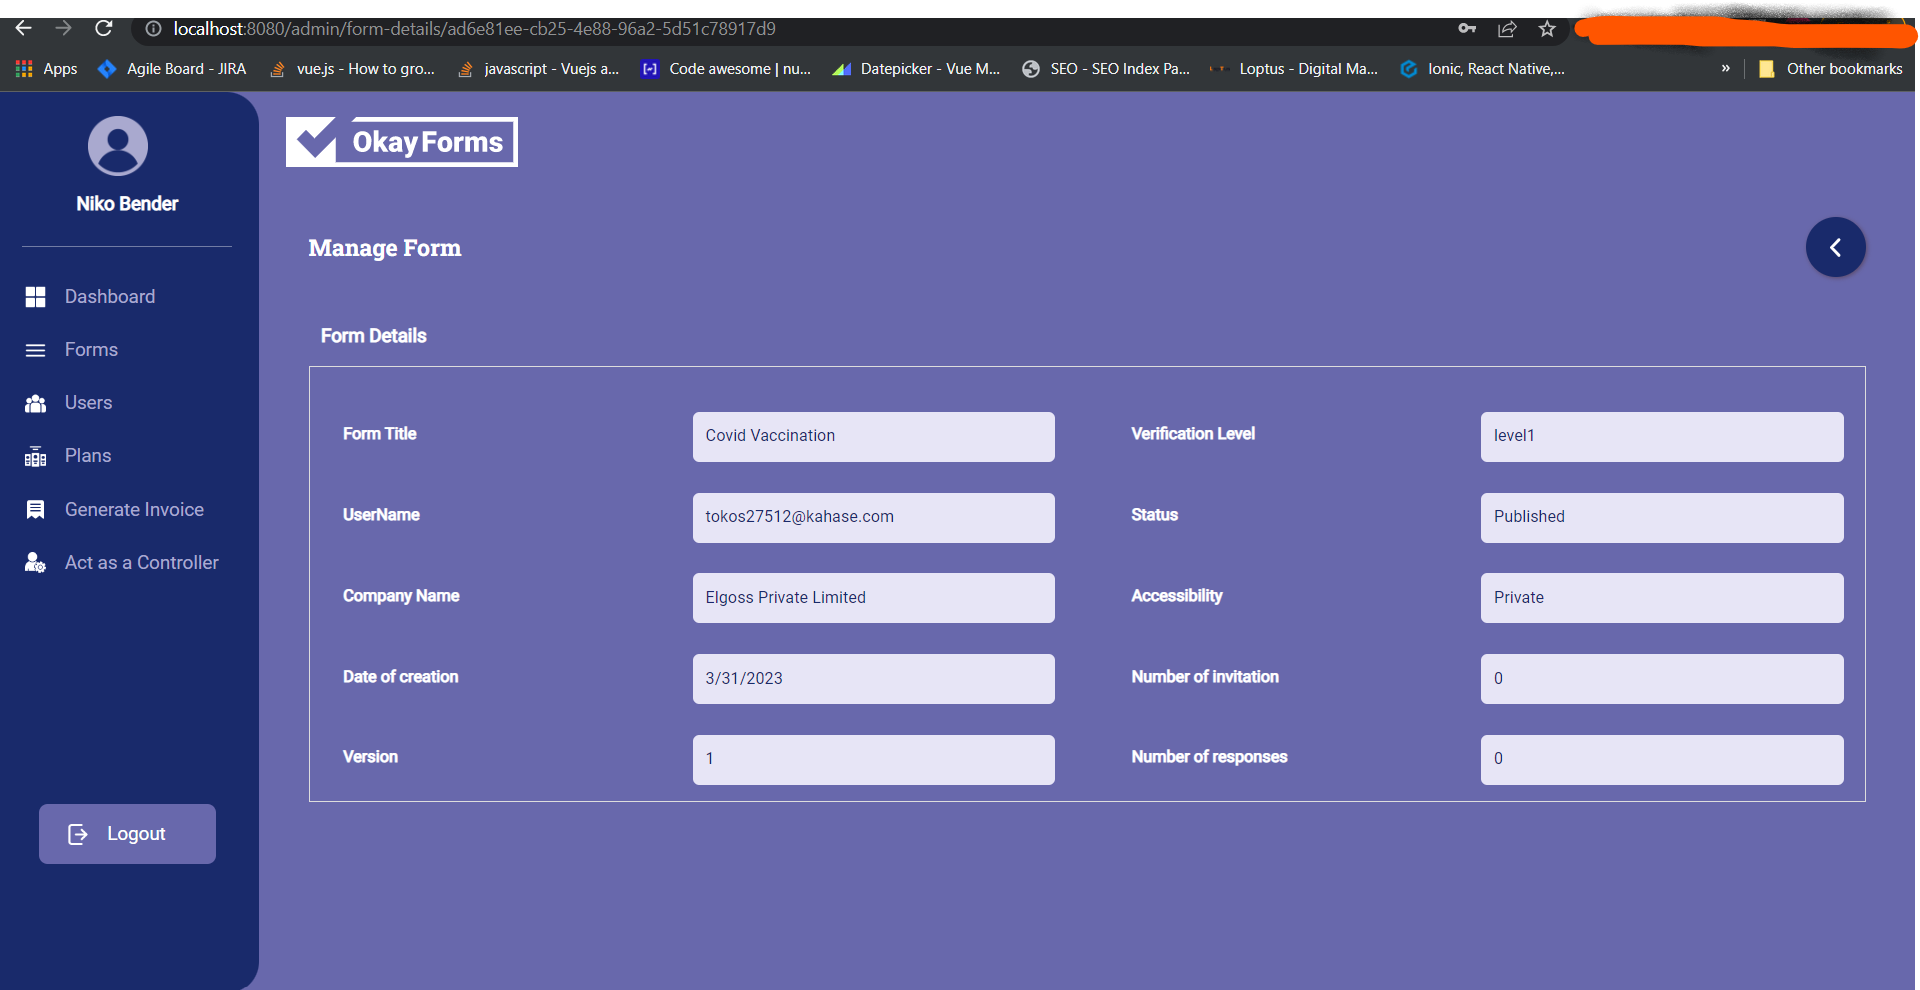 localhost:8080/admin/form-details/ad6e81ee-cb25-4e88-96a2-5d51c78917d9
Apps Agile Board - JIRA vue.js - How to gro... javascript - Vuejs a... Code awesome | nu... Datepicker - Vue M... SEO - SEO Index Pa... Loptus - Digital Ma... Ionic, React Native,... » Other bookmarks
Okay Forms
Niko Bender
Dashboard
Forms
Users
Plans
Generate Invoice
Act as a Controller
Logout
Manage Form
Form Details
Form Title Covid Vaccination Verification Level level1
UserName tokos27512@kahase.com Status Published
Company Name Elgoss Private Limited Accessibility Private
Date of creation 3/31/2023 Number of invitation 0
Version 1 Number of responses 0